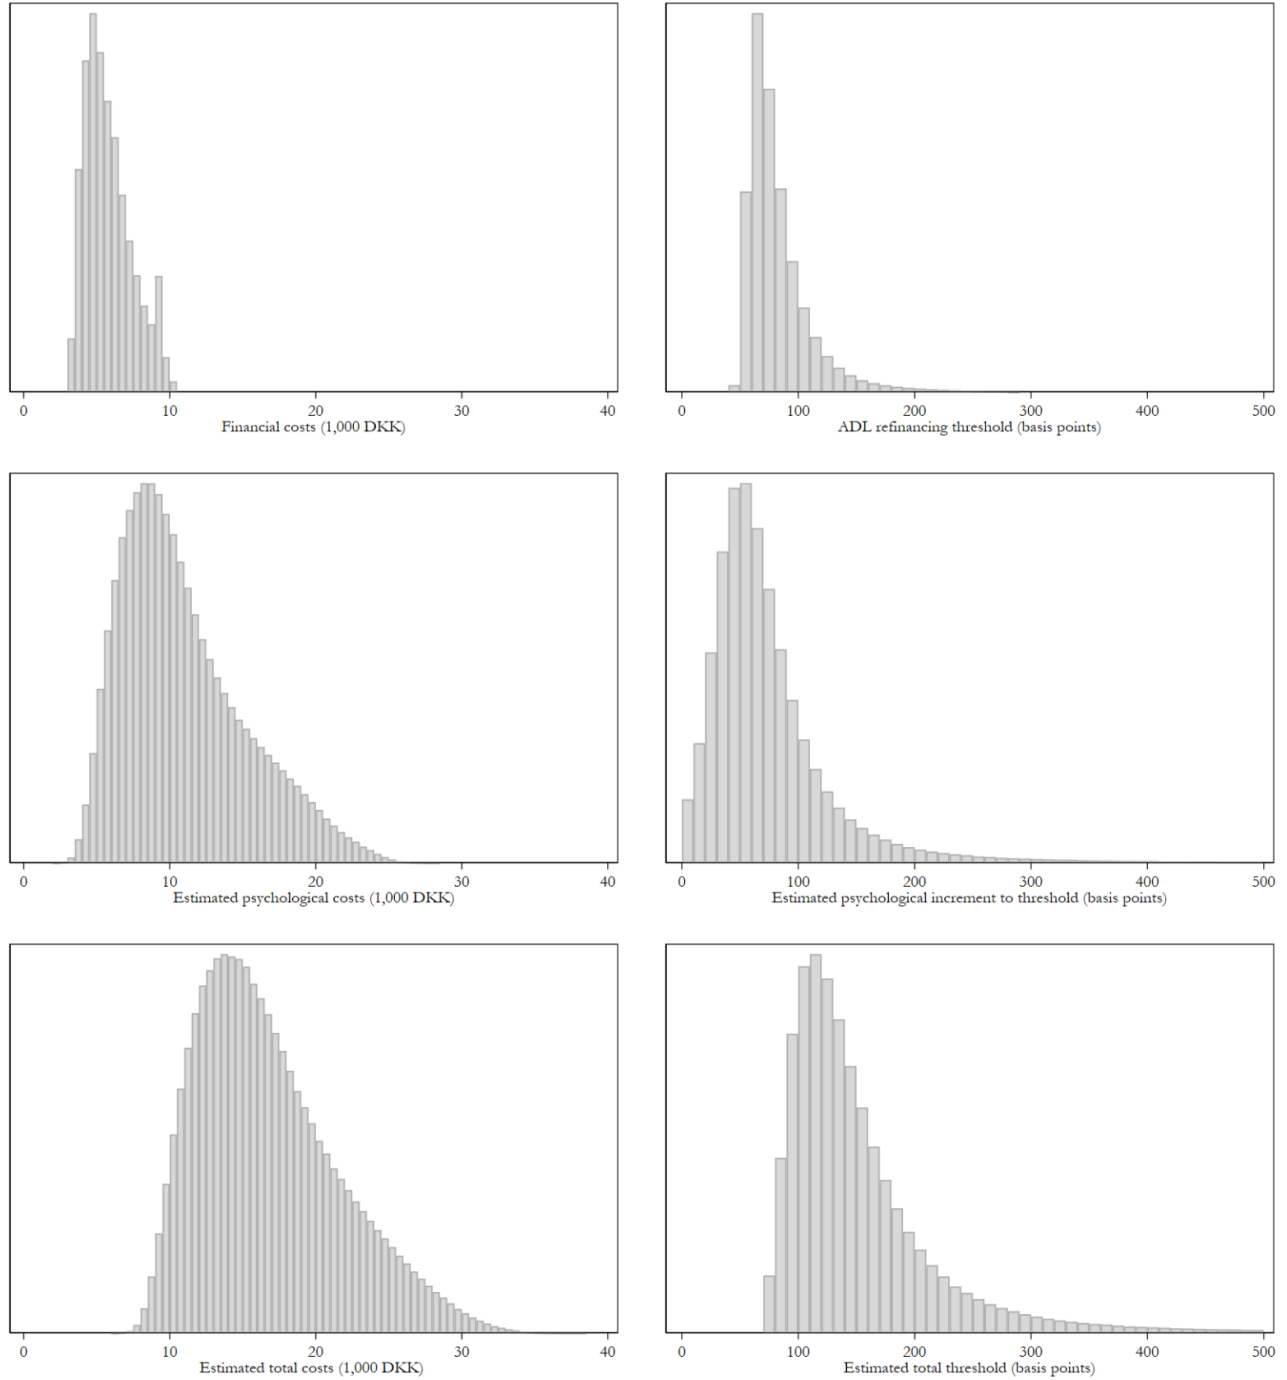 0 10 20 30 40
Financial costs (1,000 DKK)
0 100 200 300 400 500
ADL refinancing threshold (basis points)
0 10 20 30 40
Estimated psychological costs (1,000 DKK)
0 100 200 300 400 500
Estimated psychological increment to threshold (basis points)
0 10 20 30 40
Estimated total costs (1,000 DKK)
0 100 200 300 400 500
Estimated total threshold (basis points)